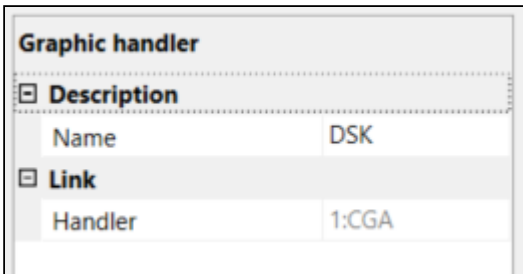 Graphic handler
Description
Name DSK
Link
Handler 1:CGA